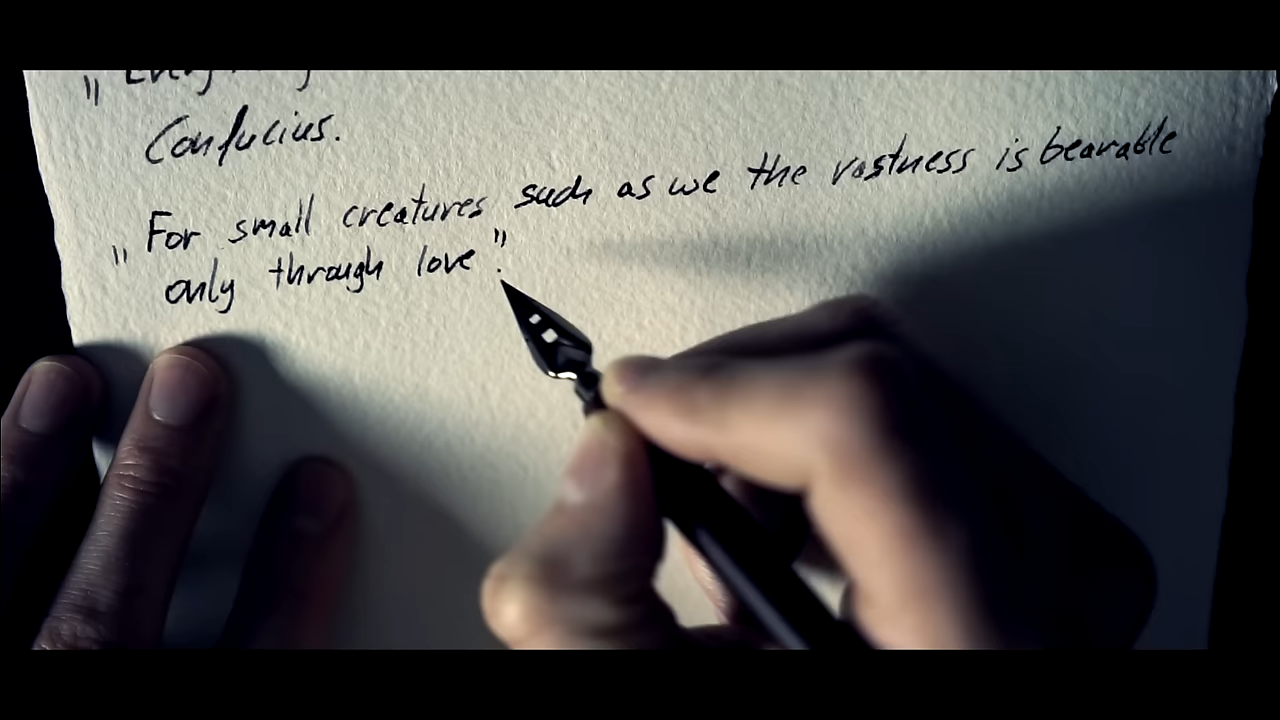 "
Confucius.
"For small creatures such as we the vastness is bearable
only through love".